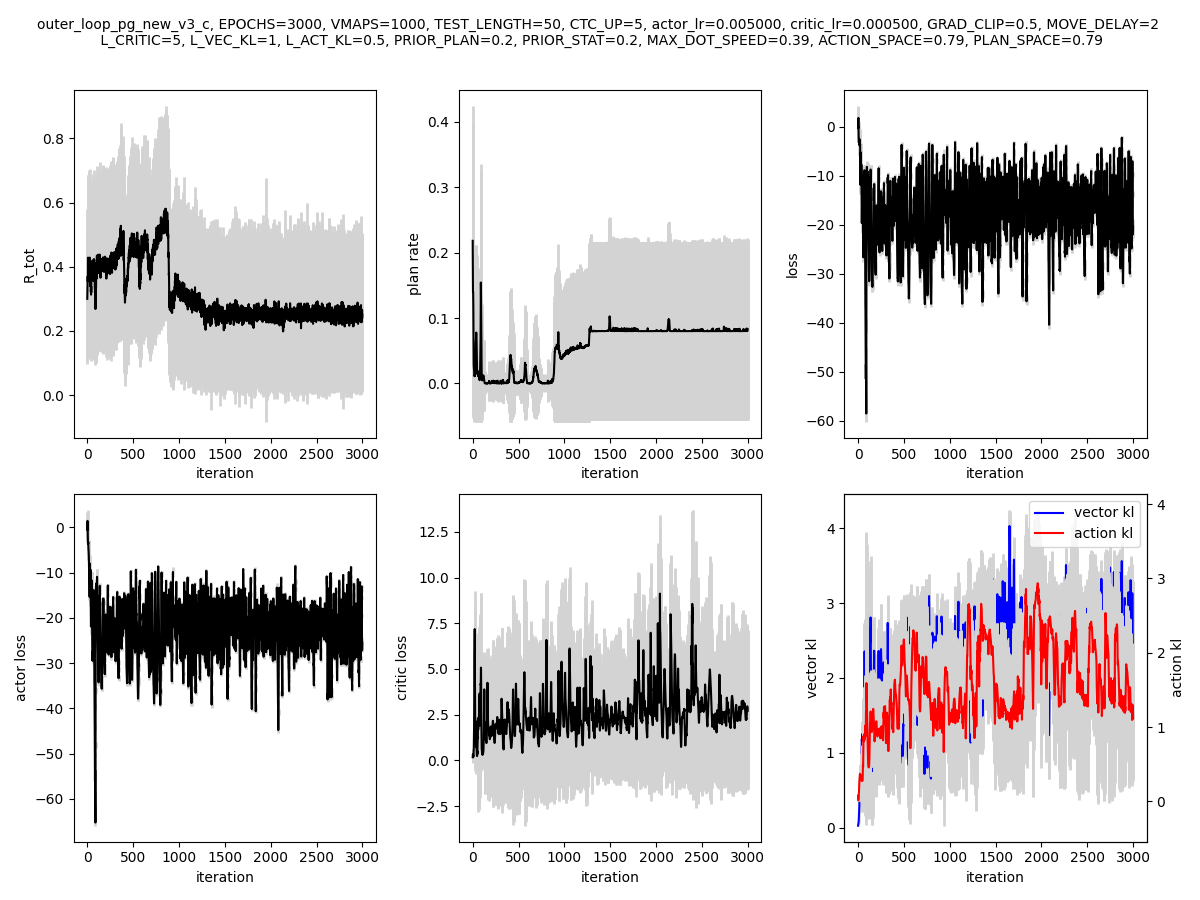 outer_loop_pg_new_v3_c, EPOCHS=3000, VMAPS=1000, TEST_LENGTH=50, CTC_UP=5, actor_lr=0.005000, critic_lr=0.000500, GRAD_CLIP=0.5, MOVE_DELAY=2
L_CRITIC=5, L_VEC_KL=1, L_ACT_KL=0.5, PRIOR_PLAN=0.2, PRIOR_STAT=0.2, MAX_DOT_SPEED=0.39, ACTION_SPACE=0.79, PLAN_SPACE=0.79
R_tot
0.8
0.6
0.4
0.2
0.0
0 500 1000 1500 2000 2500 3000
iteration
plan rate
0.4
0.3
0.2
0.1
0.0
0 500 1000 1500 2000 2500 3000
iteration
loss
0
−10
−20
−30
−40
−50
−60
0 500 1000 1500 2000 2500 3000
iteration
actor loss
0
−10
−20
−30
−40
−50
−60
0 500 1000 1500 2000 2500 3000
iteration
critic loss
12.5
10.0
7.5
5.0
2.5
0.0
−2.5
0 500 1000 1500 2000 2500 3000
iteration
vector kl
4
3
2
1
0
vector kl
action kl
4
3
2
1
0
action kl
0 500 1000 1500 2000 2500 3000
iteration